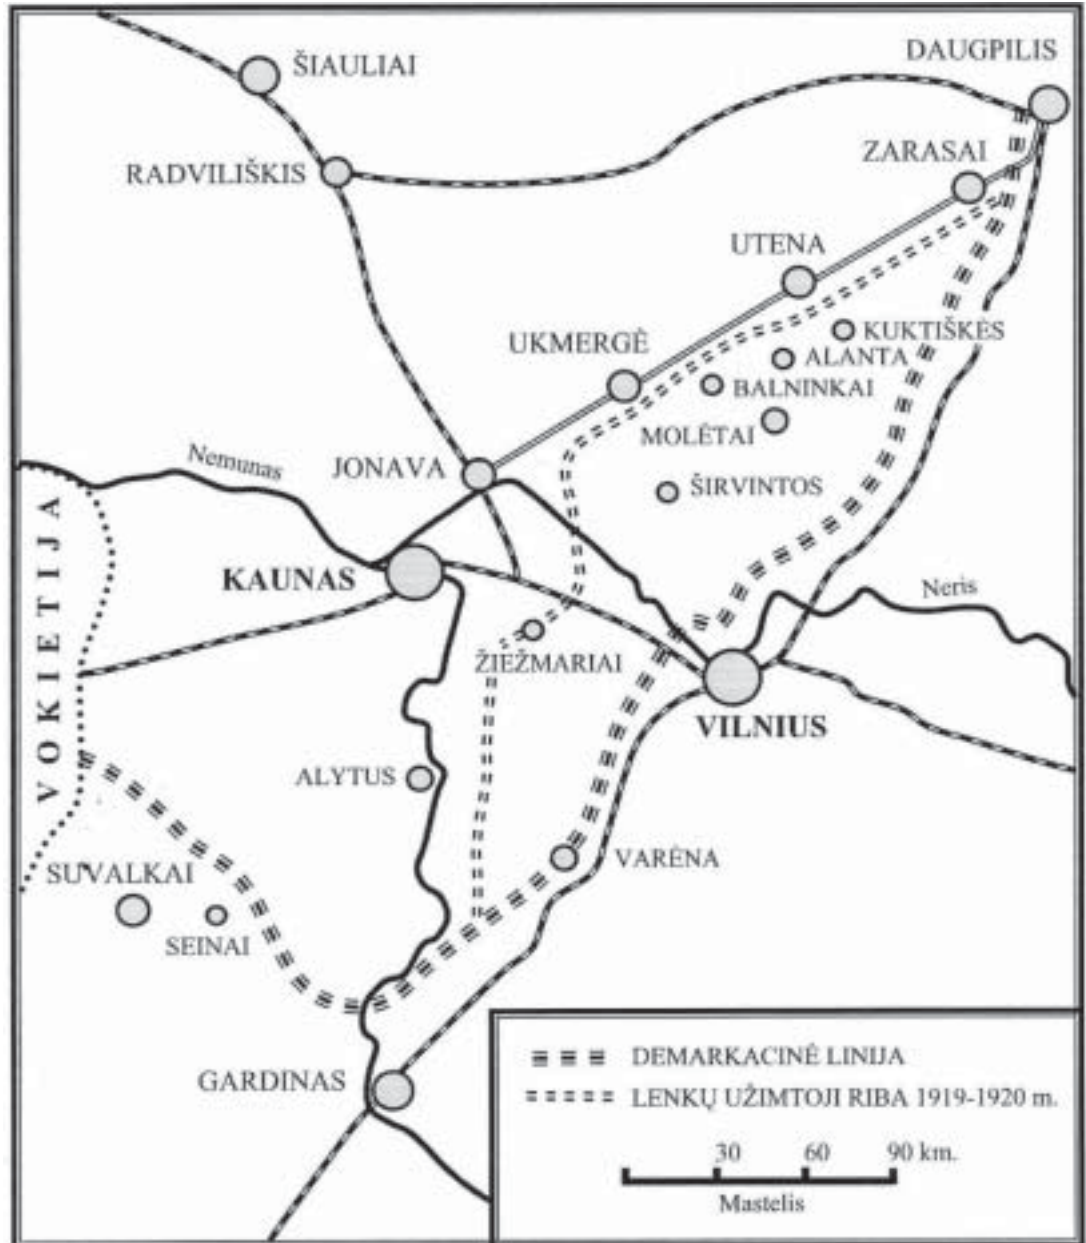 DAUGPILIS
ŠIAULIAI
ZARASAI
RADVILIŠKIS
UTENA
KUKTIŠKĖS
UKMERGĖ
ALANTA
BALNINKAI
MOLĖTAI
Nemunas
JONAVA
ŠIRVINTOS
VOKIETIJA
KAUNAS
Neris
ŽIEŽMARIAI
VILNIUS
ALYTUS
VARĖNA
SUVALKAI
SEINAI
GARDINAS
DEMARKACINĖ LINIJA
LENKŲ UŽIMTOJI RIBA 1919-1920 m.
30 60 90 km.
Mastelis